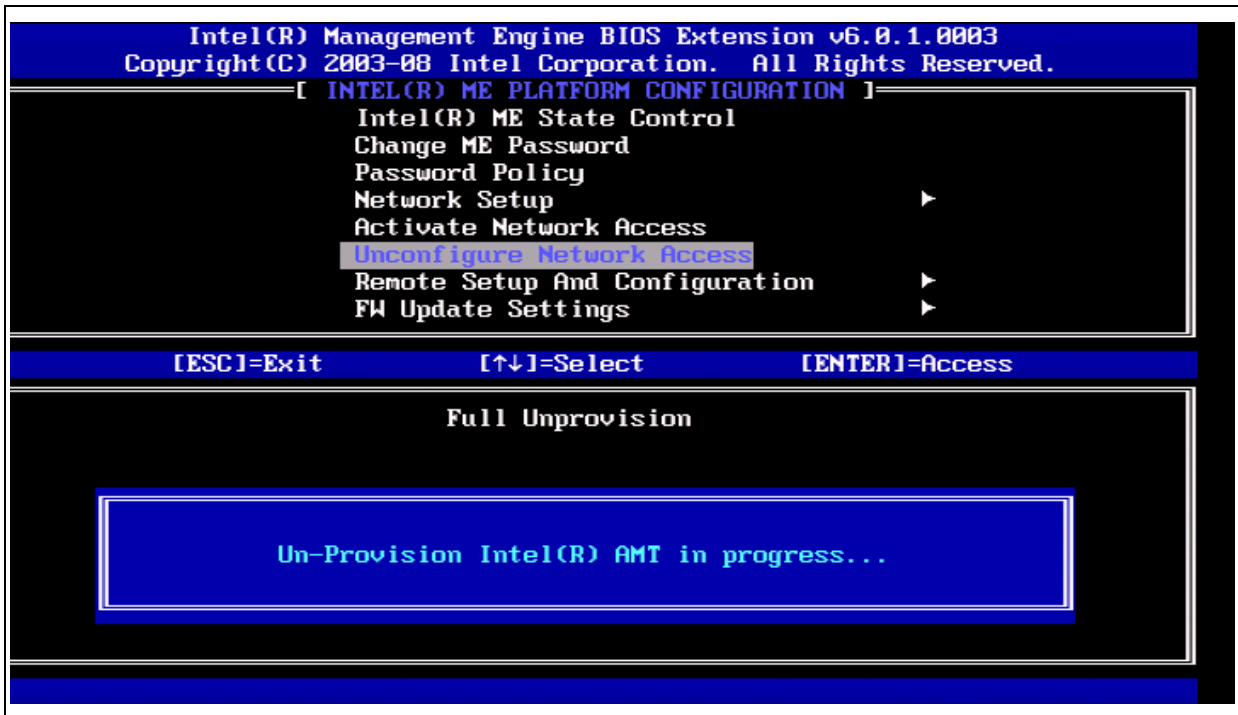 Intel(R) Management Engine BIOS Extension v6.0.1.0003
Copyright(C) 2003-08 Intel Corporation. All Rights Reserved.
[ INTEL(R) ME PLATFORM CONFIGURATION ]
Intel(R) ME State Control
Change ME Password
Password Policy
Network Setup ►
Activate Network Access
Unconfigure Network Access
Remote Setup And Configuration ►
FW Update Settings ►
[ESC]=Exit [↑↓]=Select [ENTER]=Access
Full Unprovision
Un-Provision Intel(R) AMT in progress...